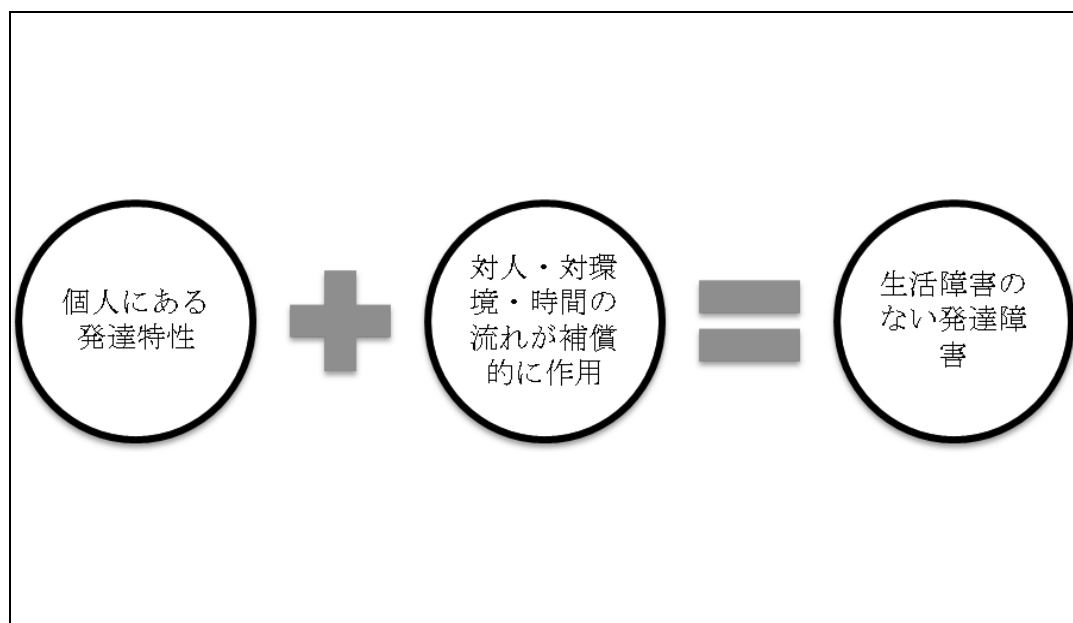 個人にある
発達特性
対人・対環
境・時間の
流れが補償
的に作用
生活障害の
ない発達障
害